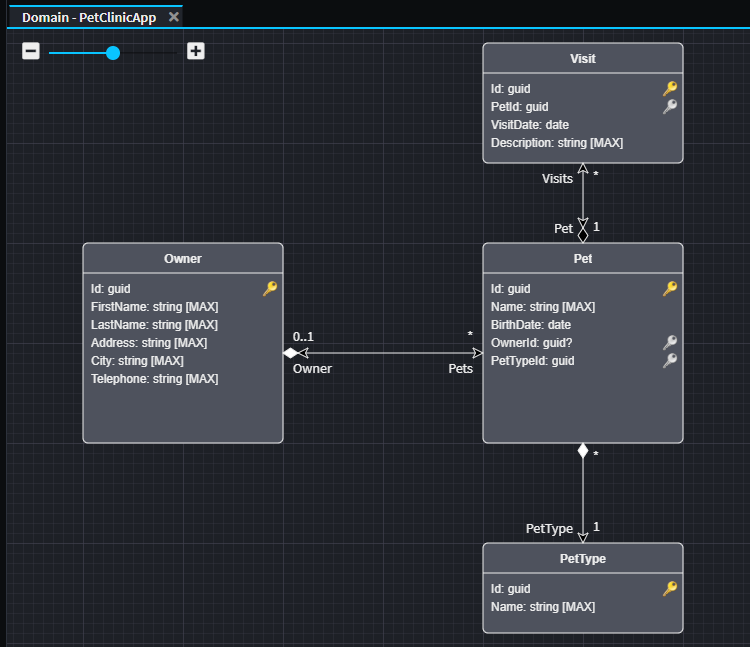 Domain - PetClinicApp
Visit
Id: guid
PetId: guid
VisitDate: date
Description: string [MAX]
Visits *
Pet 1
Owner
Id: guid
FirstName: string [MAX]
LastName: string [MAX]
Address: string [MAX]
City: string [MAX]
Telephone: string [MAX]
0..1 *
Owner Pets
Pet
Id: guid
Name: string [MAX]
BirthDate: date
OwnerId: guid?
PetTypeId: guid
*
PetType 1
PetType
Id: guid
Name: string [MAX]